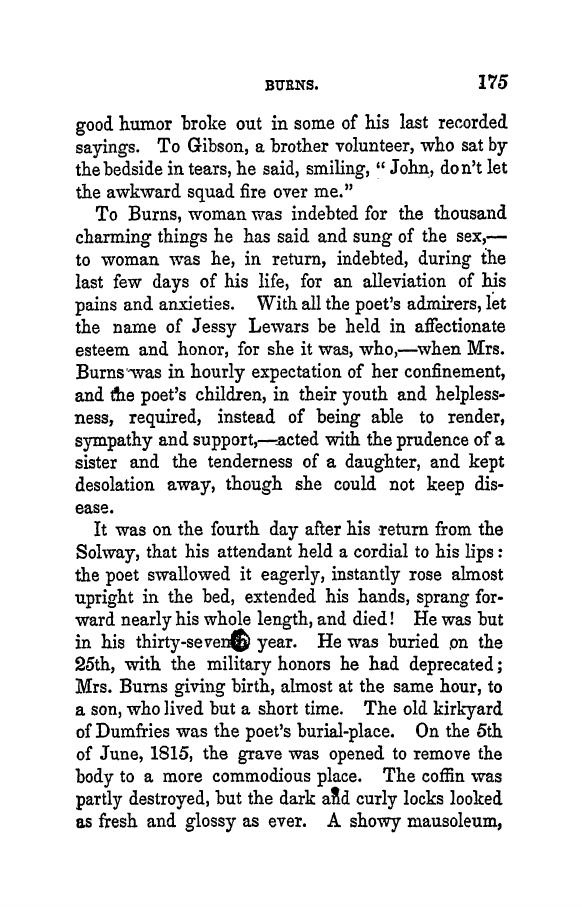 BURNS. 175
good humor broke out in some of his last recorded
sayings. To Gibson, a brother volunteer, who sat by
the bedside in tears, he said, smiling, “ John, don't let
the awkward squad fire over me.”
To Burns, woman was indebted for the thousand
charming things he has said and sung of the sex,—
to woman was he, in return, indebted, during the
last few days of his life, for an alleviation of his
pains and anxieties. With all the poet's admirers, let
the name of Jessy Lewars be held in affectionate
esteem and honor, for she it was, who,—when Mrs.
Burns was in hourly expectation of her confinement,
and the poet's children, in their youth and helpless-
ness, required, instead of being able to render,
sympathy and support,—acted with the prudence of a
sister and the tenderness of a daughter, and kept
desolation away, though she could not keep dis-
ease.
It was on the fourth day after his return from the
Solway, that his attendant held a cordial to his lips :
the poet swallowed it eagerly, instantly rose almost
upright in the bed, extended his hands, sprang for-
ward nearly his whole length, and died! He was but
in his thirty-seventh year. He was buried on the
25th, with the military honors he had deprecated ;
Mrs. Burns giving birth, almost at the same hour, to
a son, who lived but a short time. The old kirkyard
of Dumfries was the poet's burial-place. On the 5th
of June, 1815, the grave was opened to remove the
body to a more commodious place. The coffin was
partly destroyed, but the dark and curly locks looked
as fresh and glossy as ever. A showy mausoleum,